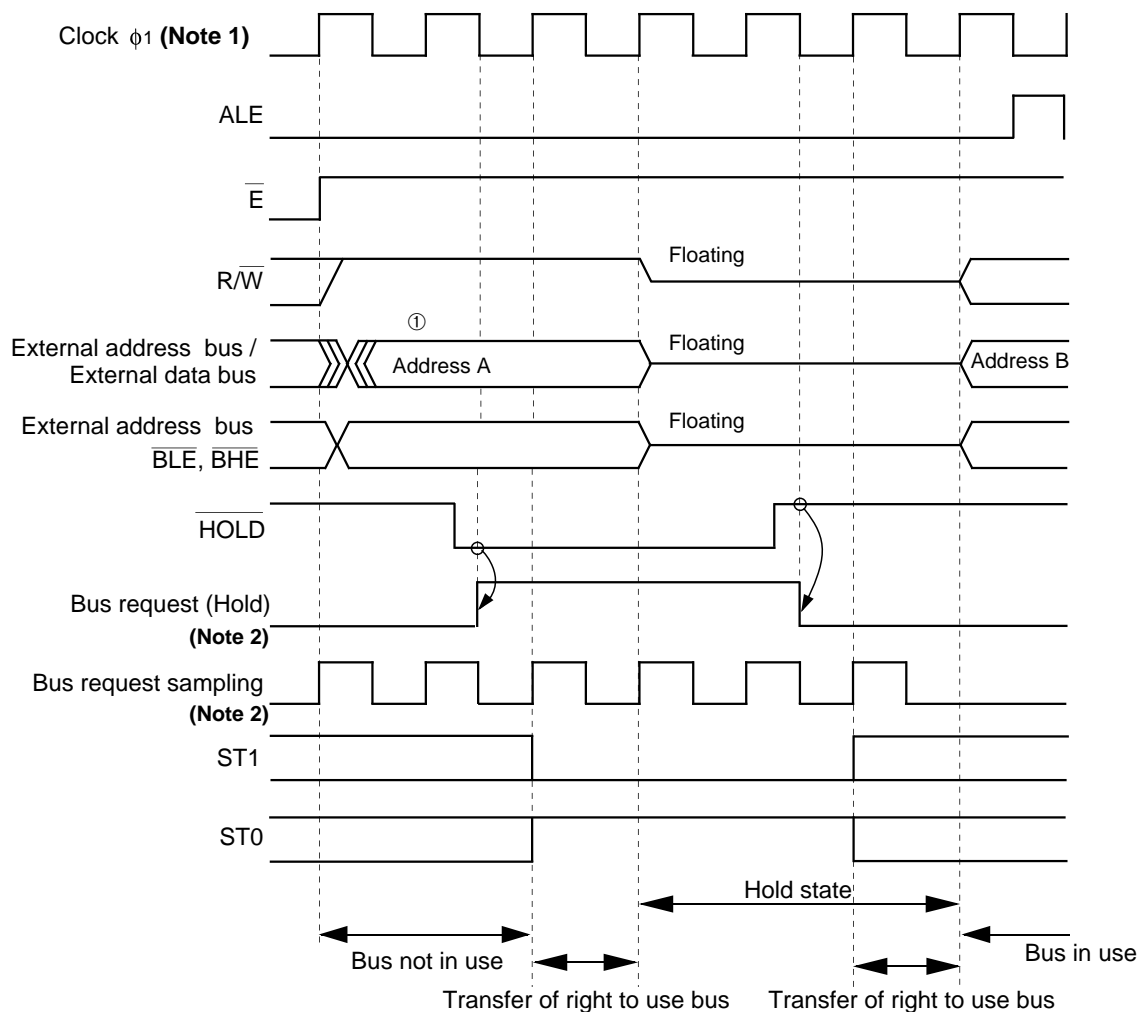 Clock ϕ1 (Note 1)
ALE
E
R/W
Floating
①
External address bus /
External data bus
Address A
Floating
Address B
External address bus
BLE, BHE
Floating
HOLD
Bus request (Hold)
(Note 2)
Bus request sampling
(Note 2)
ST1
ST0
Hold state
Bus not in use
Bus in use
Transfer of right to use bus
Transfer of right to use bus